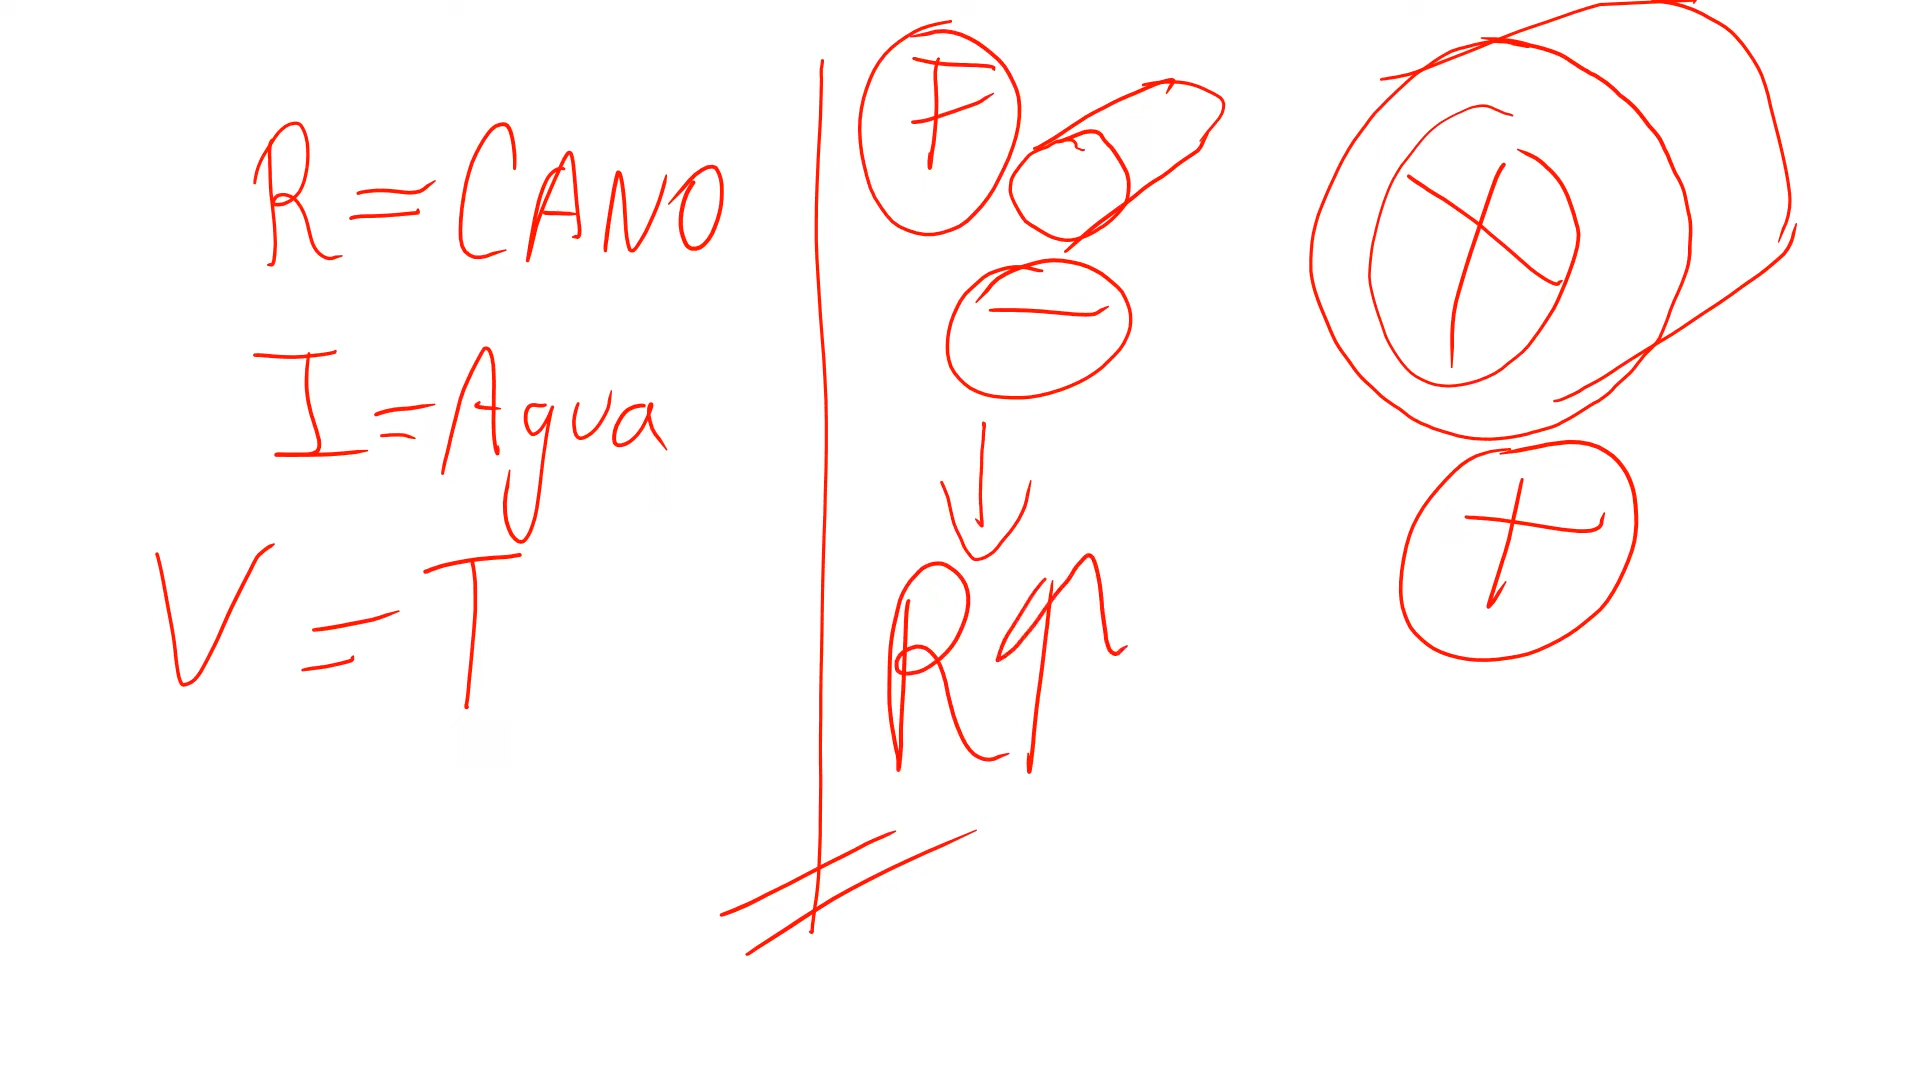 R = CANO
I = Agua
V = T
F
-
R↑
X
+